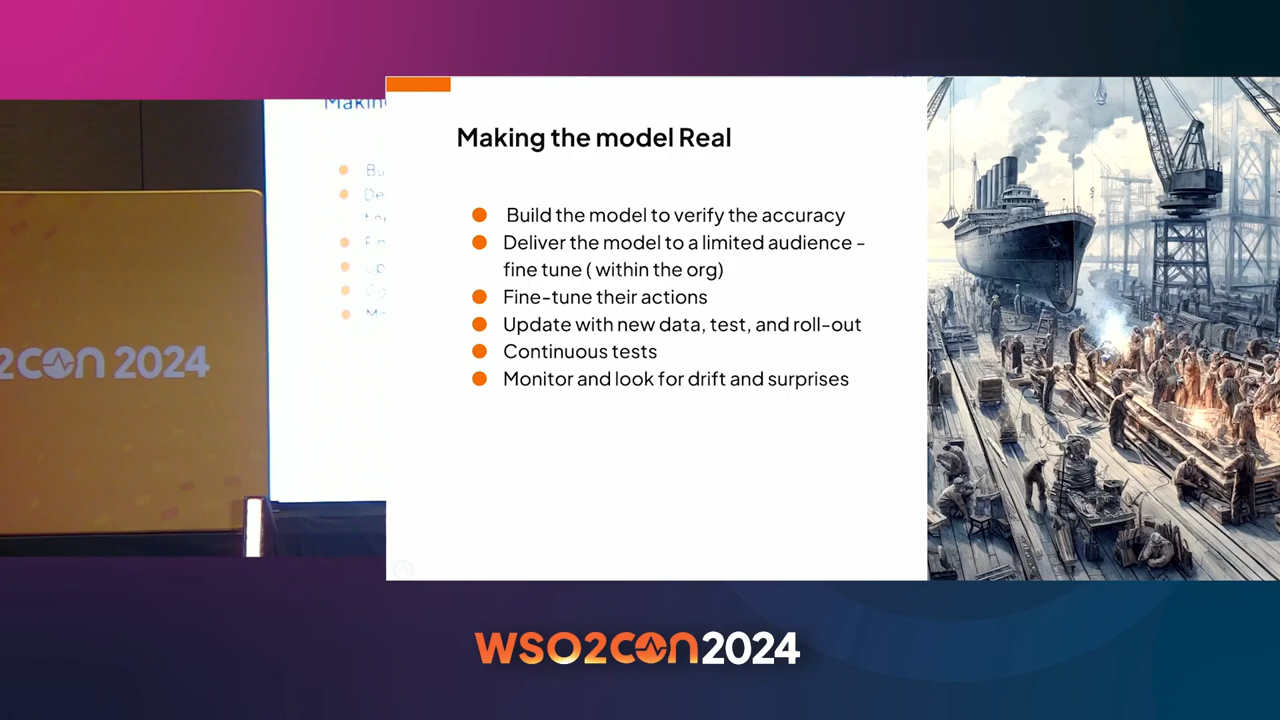 Making the model Real
Build the model to verify the accuracy
Deliver the model to a limited audience -
fine tune ( within the org)
Fine-tune their actions
Update with new data, test, and roll-out
Continuous tests
Monitor and look for drift and surprises
2CON 2024
WSO2CON2024